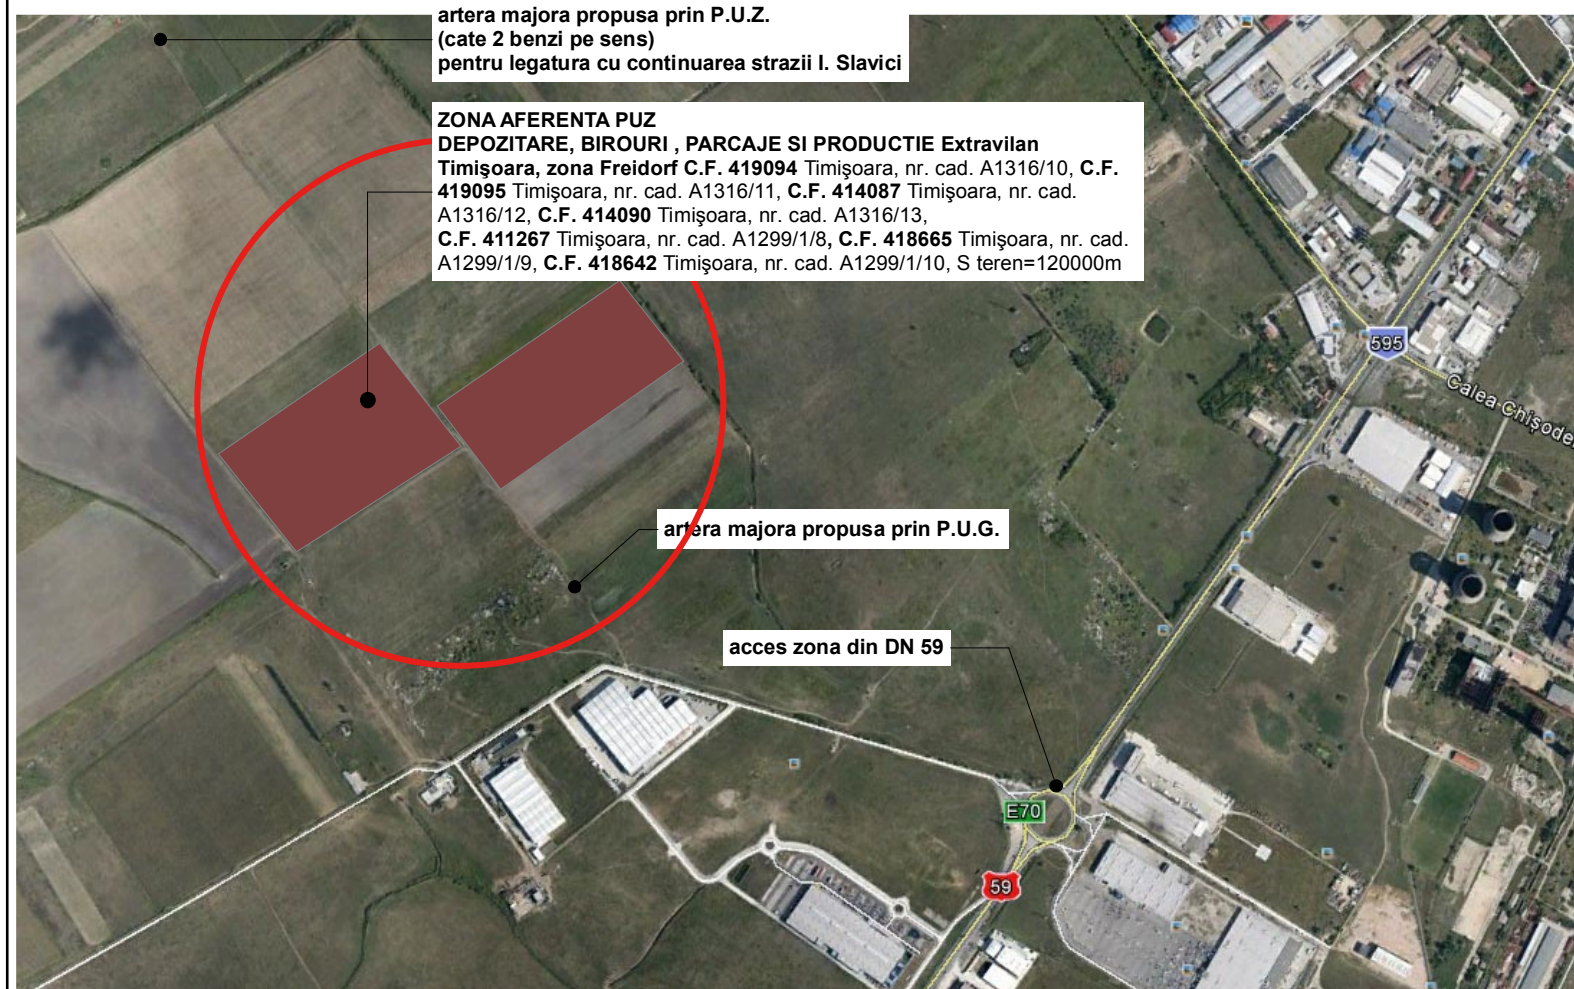 artera majora propusa prin P.U.Z.
(cate 2 benzi pe sens)
pentru legatura cu continuarea strazii I. Slavici
ZONA AFERENTA PUZ
DEPOZITARE, BIROURI , PARCAJE SI PRODUCTIE Extravilan
Timişoara, zona Freidorf C.F. 419094 Timişoara, nr. cad. A1316/10, C.F.
419095 Timişoara, nr. cad. A1316/11, C.F. 414087 Timişoara, nr. cad.
A1316/12, C.F. 414090 Timişoara, nr. cad. A1316/13,
C.F. 411267 Timişoara, nr. cad. A1299/1/8, C.F. 418665 Timişoara, nr. cad.
A1299/1/9, C.F. 418642 Timişoara, nr. cad. A1299/1/10, S teren=120000m
595
Calea Chișodei
artera majora propusa prin P.U.G.
acces zona din DN 59
E70
59